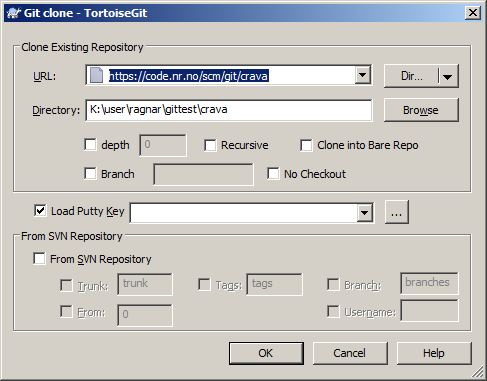 Git clone - TortoiseGit
Clone Existing Repository
URL: https://code.nr.no/scm/git/crava Dir...
Directory: K:\user\ragnar\gittest\crava Browse
depth 0 Recursive Clone into Bare Repo
Branch No Checkout
Load Putty Key ...
From SVN Repository
From SVN Repository
Trunk: trunk Tags: tags Branch: branches
From: 0 Username:
OK Cancel Help